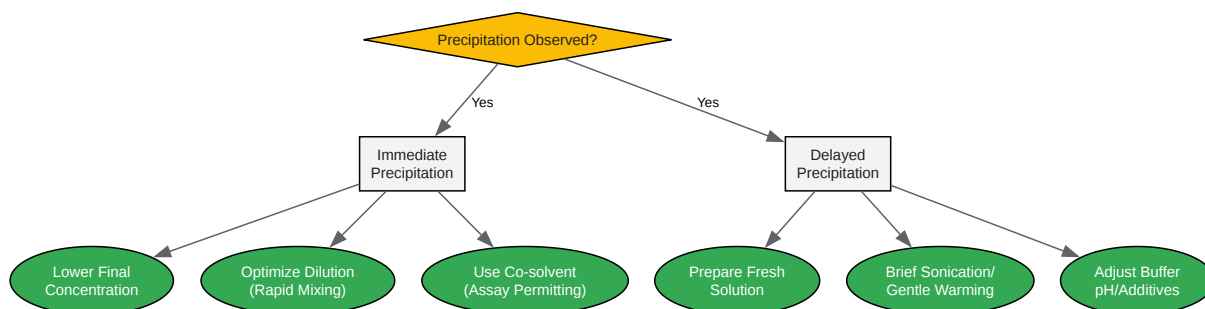 Precipitation Observed?
Yes
Yes
Immediate
Precipitation
Delayed
Precipitation
Lower Final
Concentration
Optimize Dilution
(Rapid Mixing)
Use Co-solvent
(Assay Permitting)
Prepare Fresh
Solution
Brief Sonication/
Gentle Warming
Adjust Buffer
pH/Additives